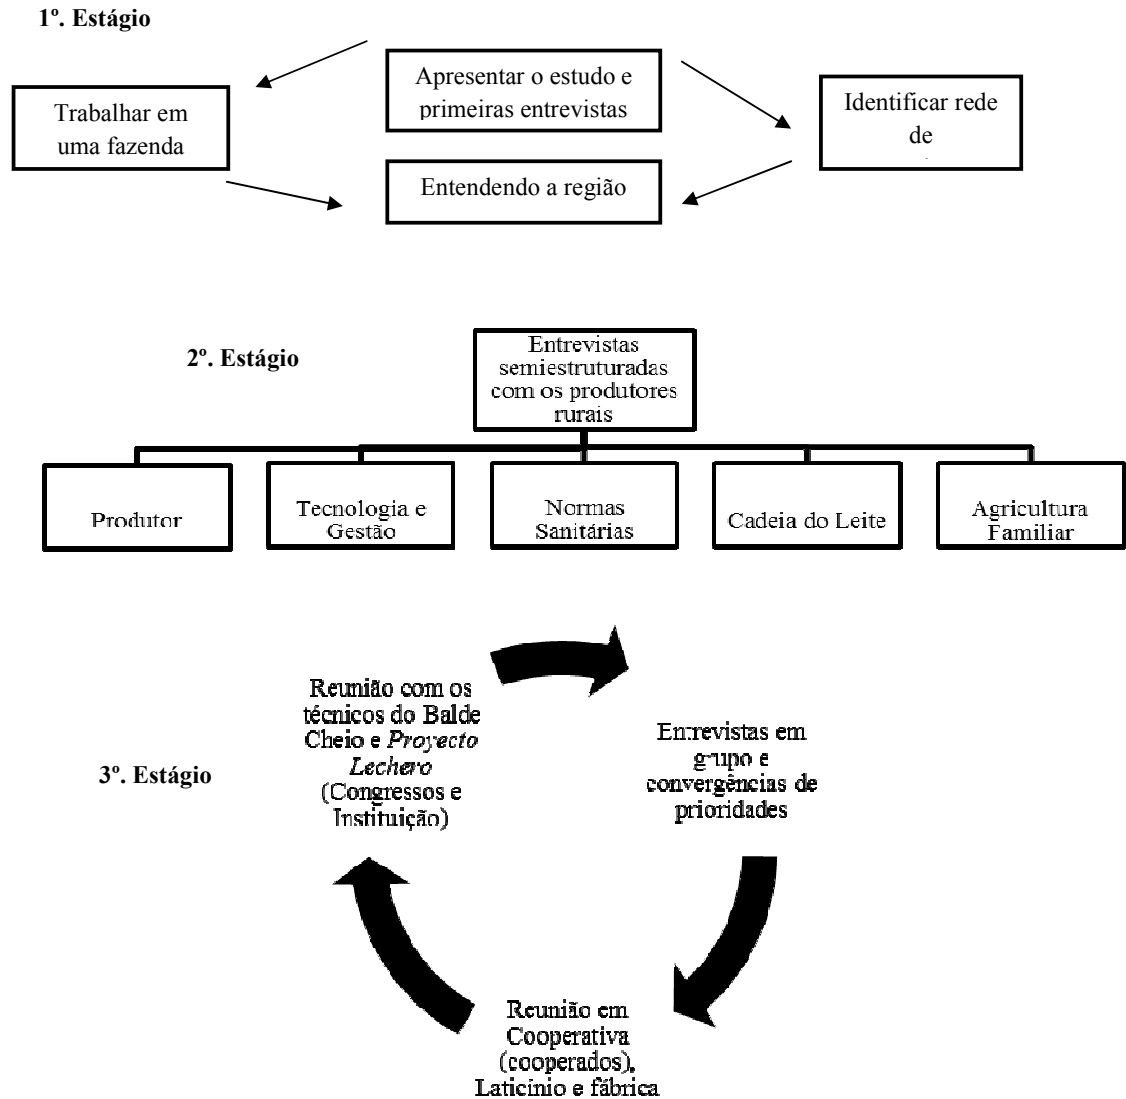 1º. Estágio
Apresentar o estudo e
primeiras entrevistas
Trabalhar em
uma fazenda
Identificar rede
de
Entendendo a região
2º. Estágio
Entrevistas
semiestruturadas
com os produtores
rurais
Produtor
Tecnologia e
Gestão
Normas
Sanitárias
Cadeia do Leite
Agricultura
Familiar
3º. Estágio
Reunião com os
técnicos do Balde
Cheio e Proyecto
Lechero
(Congressos e
Instituição)
Entrevistas em
grupo e
convergências de
prioridades
Reunião em
Cooperativa
(cooperados),
Laticínio e fábrica